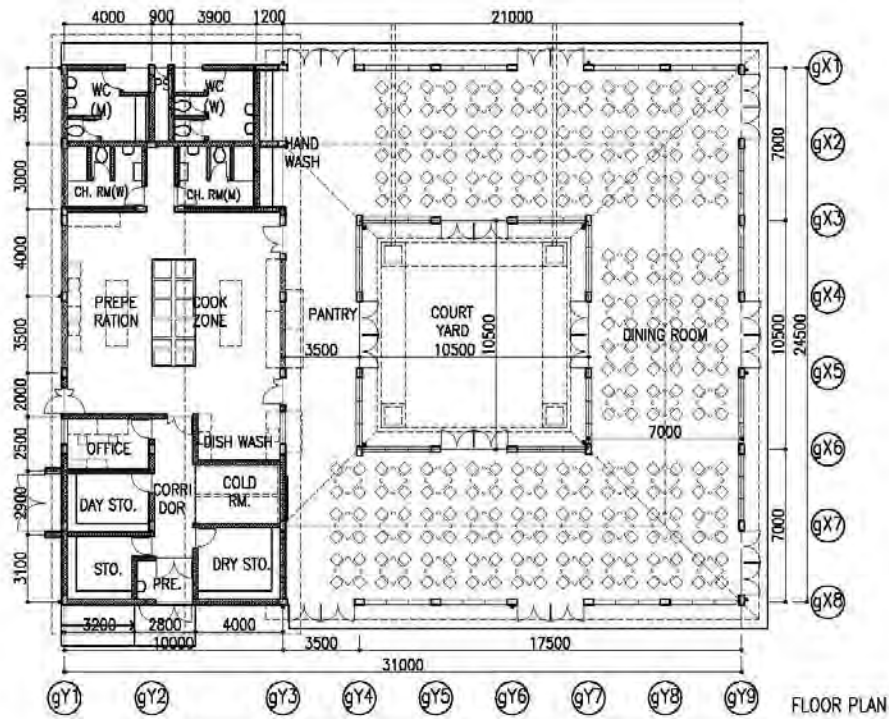 4000 900 3900 1200 21000
gX1
gX2
gX3
gX4
gX5
gX6
gX7
gX8
3500
3000
4000
3500
2000
2500
2900
3100
WC
(M)
PS
WC
(W)
HAND
WASH
CH. RM(W)
CH. RM(M)
PREPE
RATION
COOK
ZONE
PANTRY
3500
COURT
YARD
10500
10500
DINING ROOM
7000
7000
10500
7000
24500
OFFICE
DISH WASH
DAY STO.
CORRI
DOR
COLD
RM.
STO.
PRE.
DRY STO.
3200 2800 4000
10000 3500 17500
31000
gY1 gY2 gY3 gY4 gY5 gY6 gY7 gY8 gY9
FLOOR PLAN